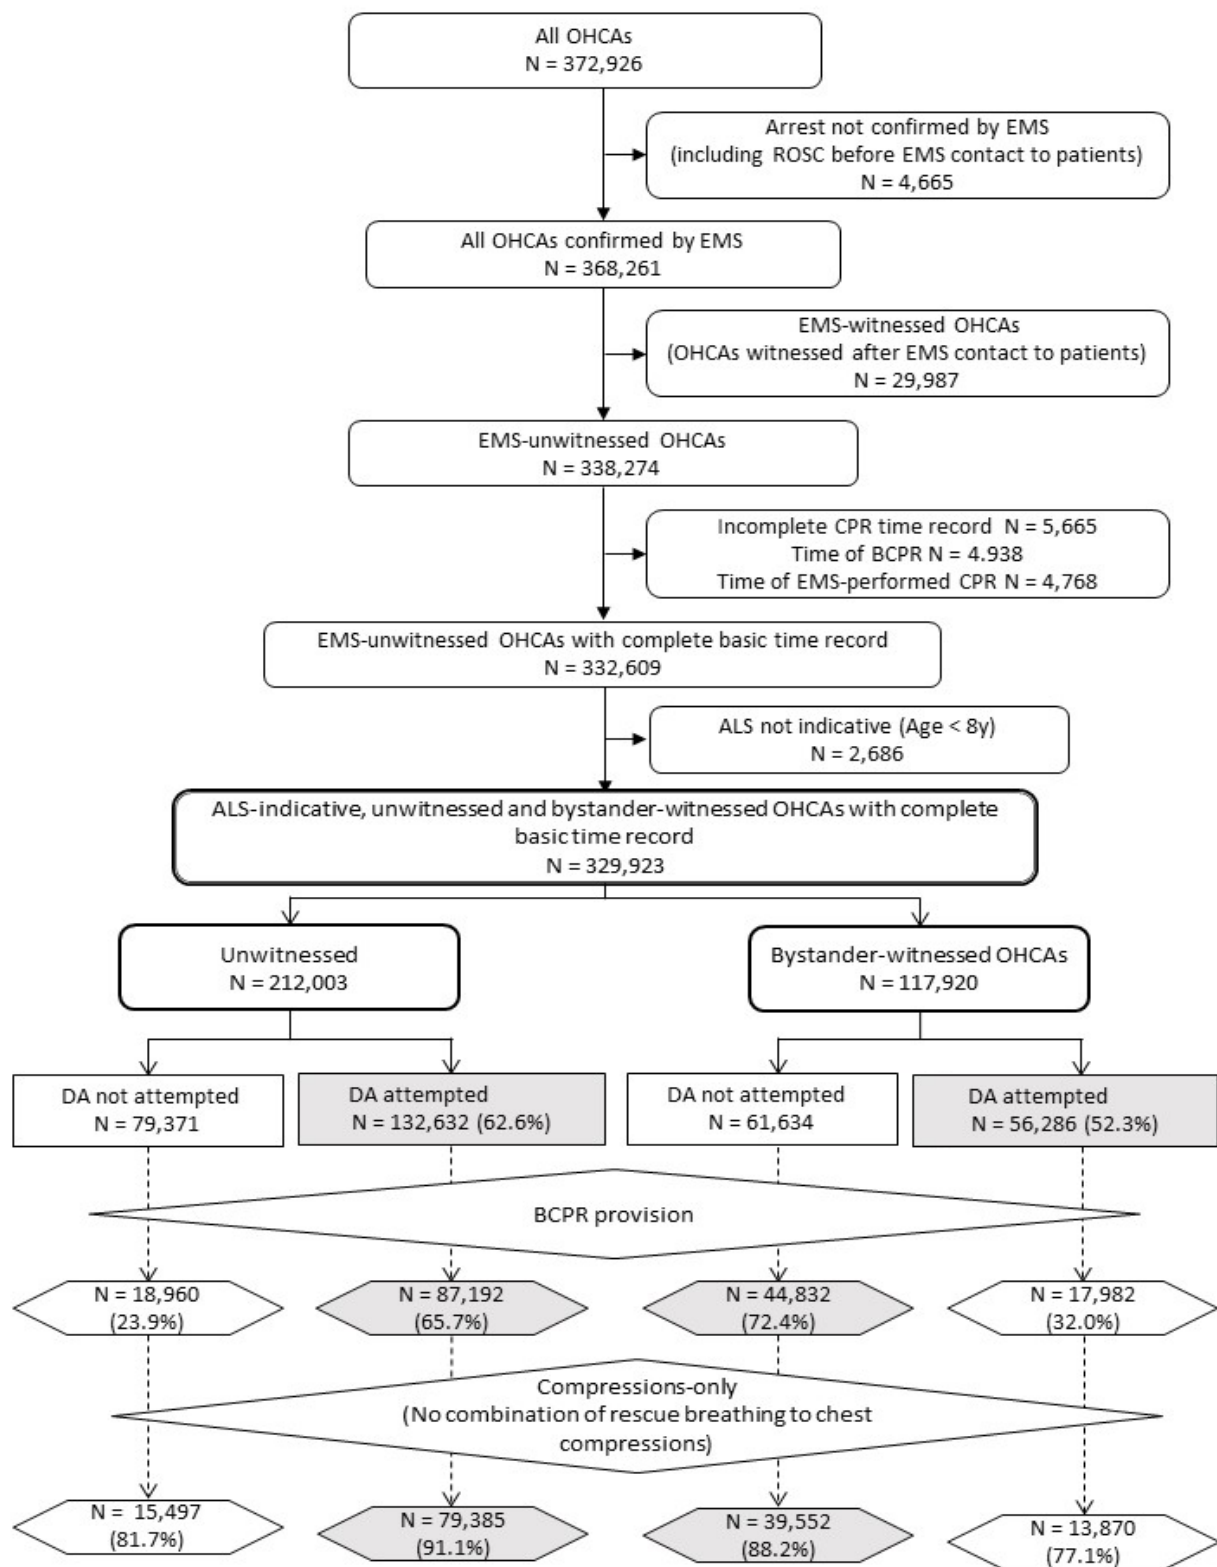 All OHCAs
N = 372,926
Arrest not confirmed by EMS
(including ROSC before EMS contact to patients)
N = 4,665
All OHCAs confirmed by EMS
N = 368,261
EMS-witnessed OHCAs
(OHCAs witnessed after EMS contact to patients)
N = 29,987
EMS-unwitnessed OHCAs
N = 338,274
Incomplete CPR time record N = 5,665
Time of BCPR N = 4.938
Time of EMS-performed CPR N = 4,768
EMS-unwitnessed OHCAs with complete basic time record
N = 332,609
ALS not indicative (Age < 8y)
N = 2,686
ALS-indicative, unwitnessed and bystander-witnessed OHCAs with complete
basic time record
N = 329,923
Unwitnessed
N = 212,003
Bystander-witnessed OHCAs
N = 117,920
DA not attempted
N = 79,371
DA attempted
N = 132,632 (62.6%)
DA not attempted
N = 61,634
DA attempted
N = 56,286 (52.3%)
BCPR provision
N = 18,960
(23.9%)
N = 87,192
(65.7%)
N = 44,832
(72.4%)
N = 17,982
(32.0%)
Compressions-only
(No combination of rescue breathing to chest
compressions)
N = 15,497
(81.7%)
N = 79,385
(91.1%)
N = 39,552
(88.2%)
N = 13,870
(77.1%)